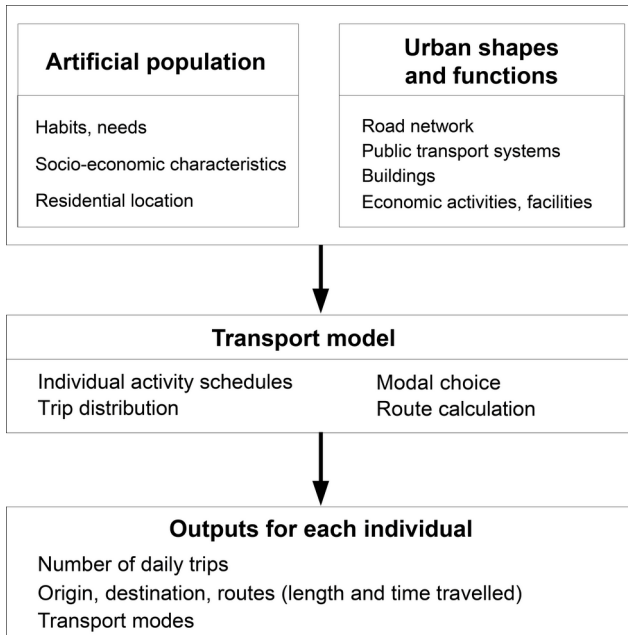 Artificial population
Habits, needs
Socio-economic characteristics
Residential location
Urban shapes
and functions
Road network
Public transport systems
Buildings
Economic activities, facilities
Transport model
Individual activity schedules
Trip distribution
Modal choice
Route calculation
Outputs for each individual
Number of daily trips
Origin, destination, routes (length and time travelled)
Transport modes